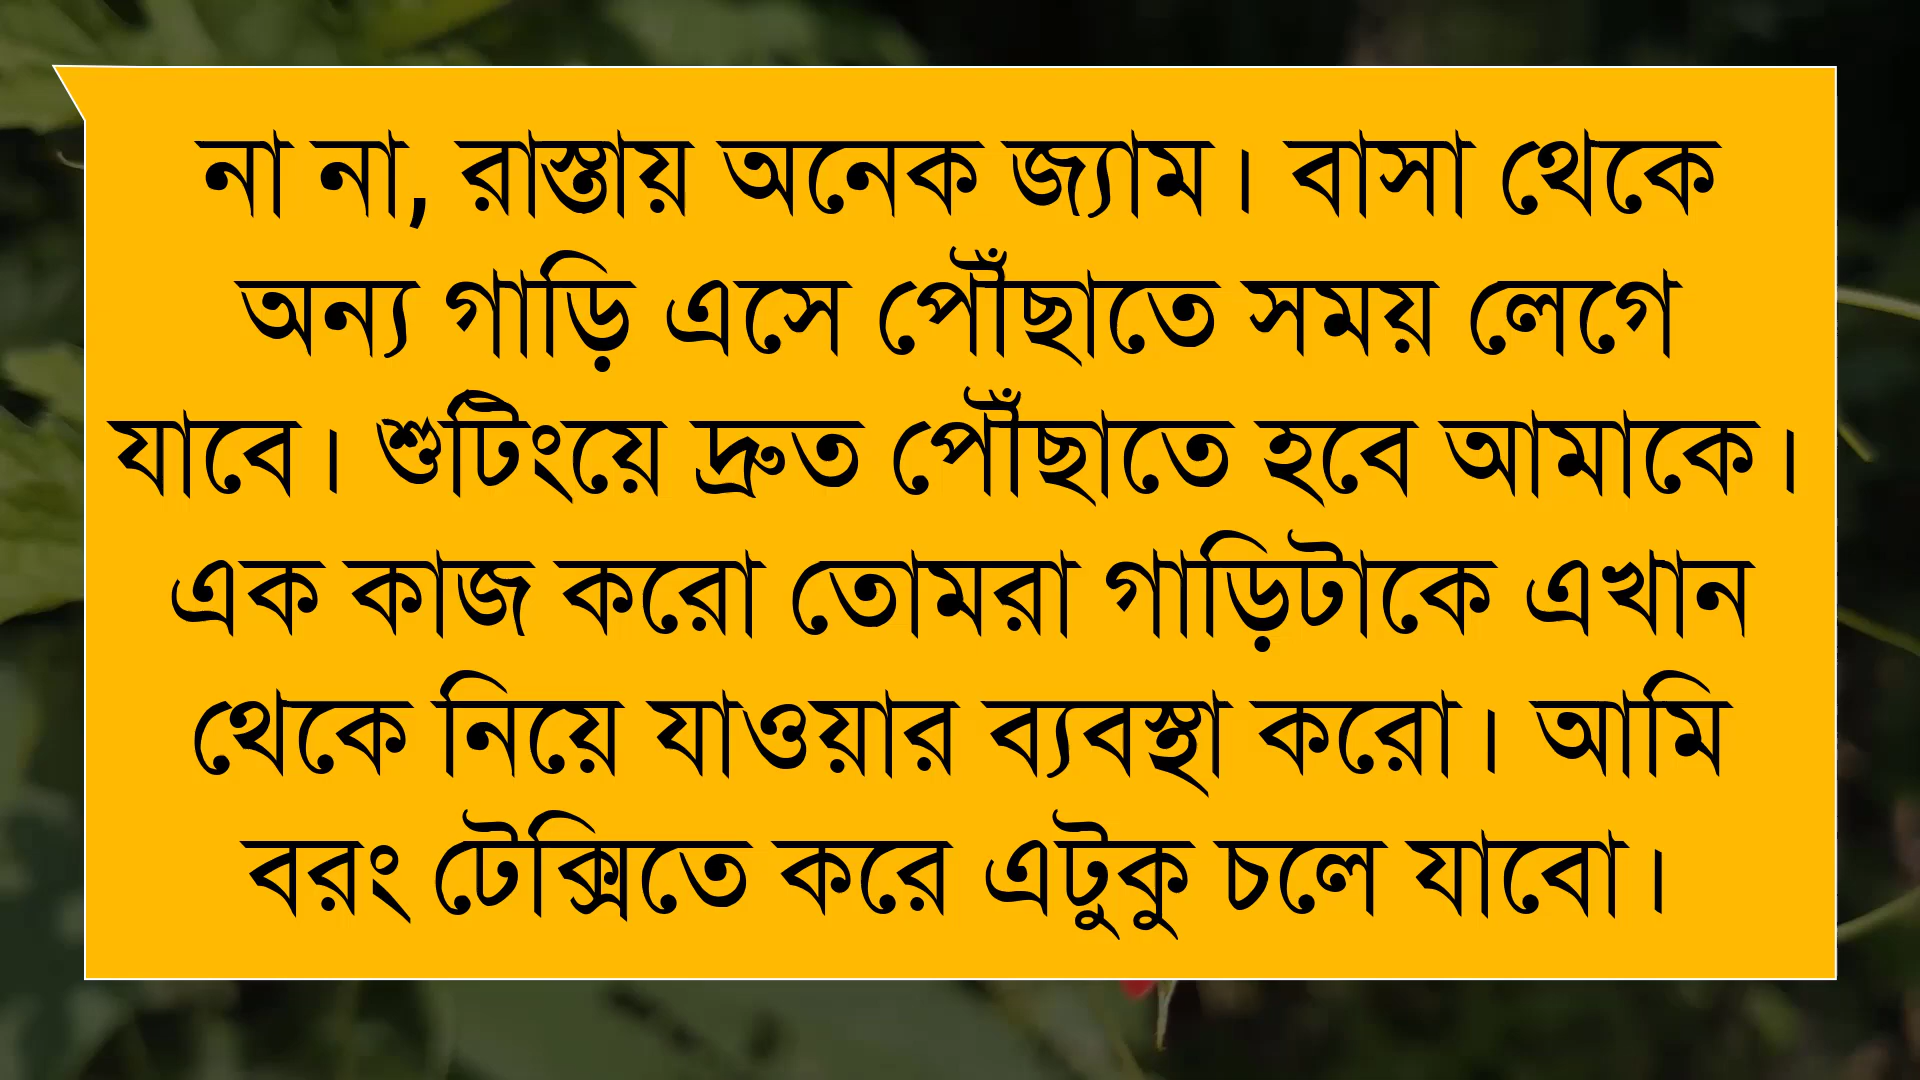 না না, রাস্তায় অনেক জ্যাম। বাসা থেকে
অন্য গাড়ি এসে পৌঁছাতে সময় লেগে
যাবে। শুটিংয়ে দ্রুত পৌঁছাতে হবে আমাকে।
এক কাজ করো তোমরা গাড়িটাকে এখান
থেকে নিয়ে যাওয়ার ব্যবস্থা করো। আমি
বরং টেক্সিতে করে এটুকু চলে যাবো।